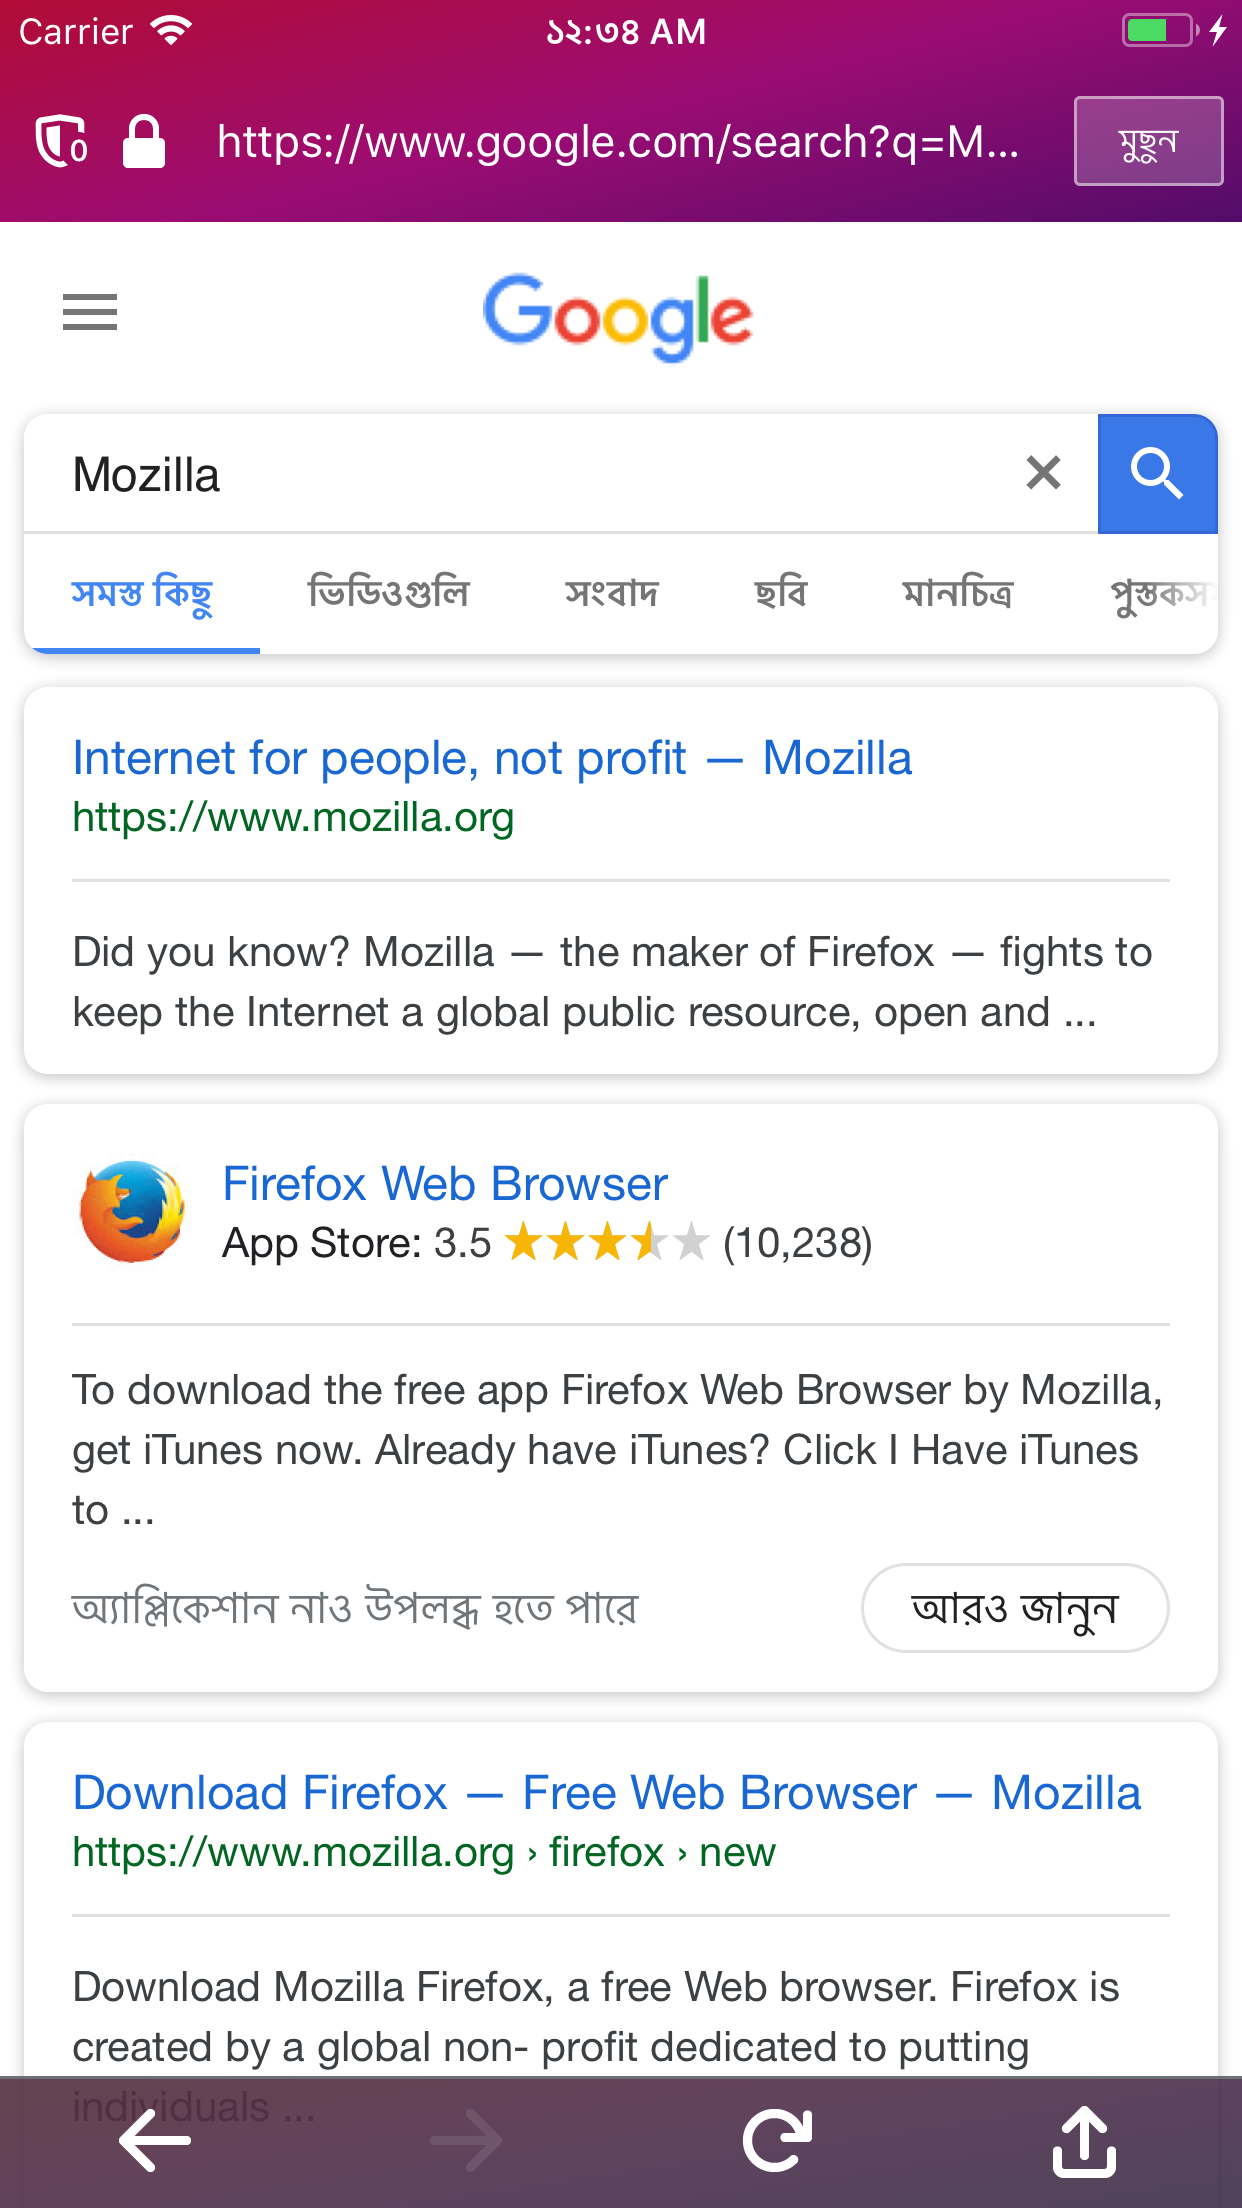 Carrier ১২:৩৪ AM
0 https://www.google.com/search?q=M... মুছুন
Google
Mozilla
সমস্ত কিছু ভিডিওগুলি সংবাদ ছবি মানচিত্র
Internet for people, not profit — Mozilla
https://www.mozilla.org
Did you know? Mozilla — the maker of Firefox — fights to
keep the Internet a global public resource, open and ...
Firefox Web Browser
App Store: 3.5 (10,238)
To download the free app Firefox Web Browser by Mozilla,
get iTunes now. Already have iTunes? Click I Have iTunes
to ...
অ্যাপ্লিকেশান নাও উপলব্ধ হতে পারে আরও জানুন
Download Firefox — Free Web Browser — Mozilla
https://www.mozilla.org › firefox › new
Download Mozilla Firefox, a free Web browser. Firefox is
created by a global non- profit dedicated to putting
individuals ...